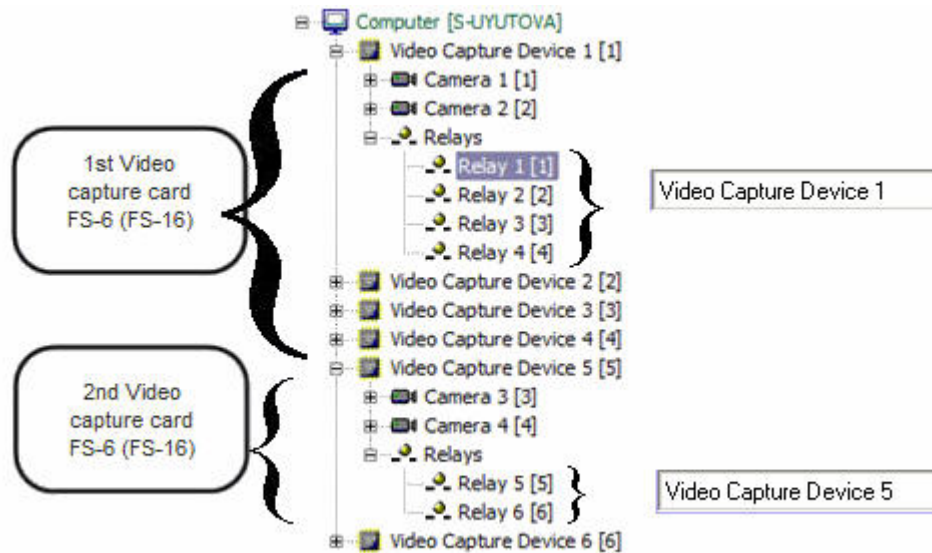 Computer [S-UYUTOVA]
Video Capture Device 1 [1]
Camera 1 [1]
Camera 2 [2]
Relays
Relay 1 [1]
Relay 2 [2]
Relay 3 [3]
Relay 4 [4]
Video Capture Device 2 [2]
Video Capture Device 3 [3]
Video Capture Device 4 [4]
Video Capture Device 5 [5]
Camera 3 [3]
Camera 4 [4]
Relays
Relay 5 [5]
Relay 6 [6]
Video Capture Device 6 [6]
1st Video
capture card
FS-6 (FS-16)
2nd Video
capture card
FS-6 (FS-16)
Video Capture Device 1
Video Capture Device 5